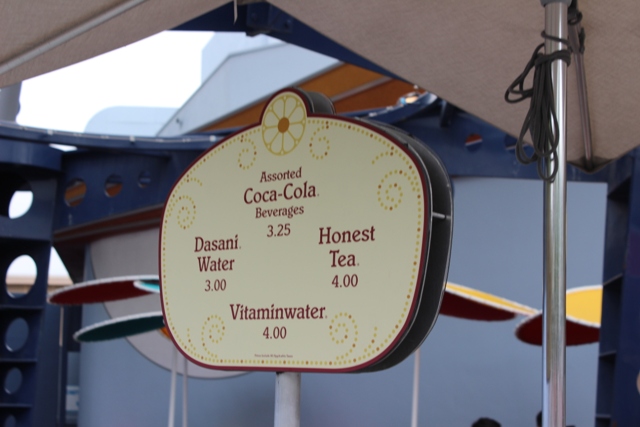 Assorted
Coca-Cola.
Beverages
3.25
Dasani.
Water
3.00
Honest
Tea.
4.00
Vitaminwater.
4.00